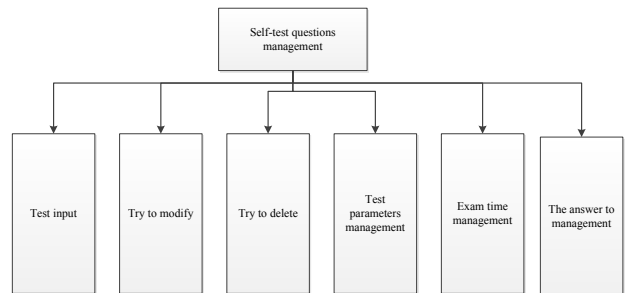 Self-test questions
management
Test input
Try to modify
Try to delete
Test
parameters
management
Exam time
management
The answer to
management